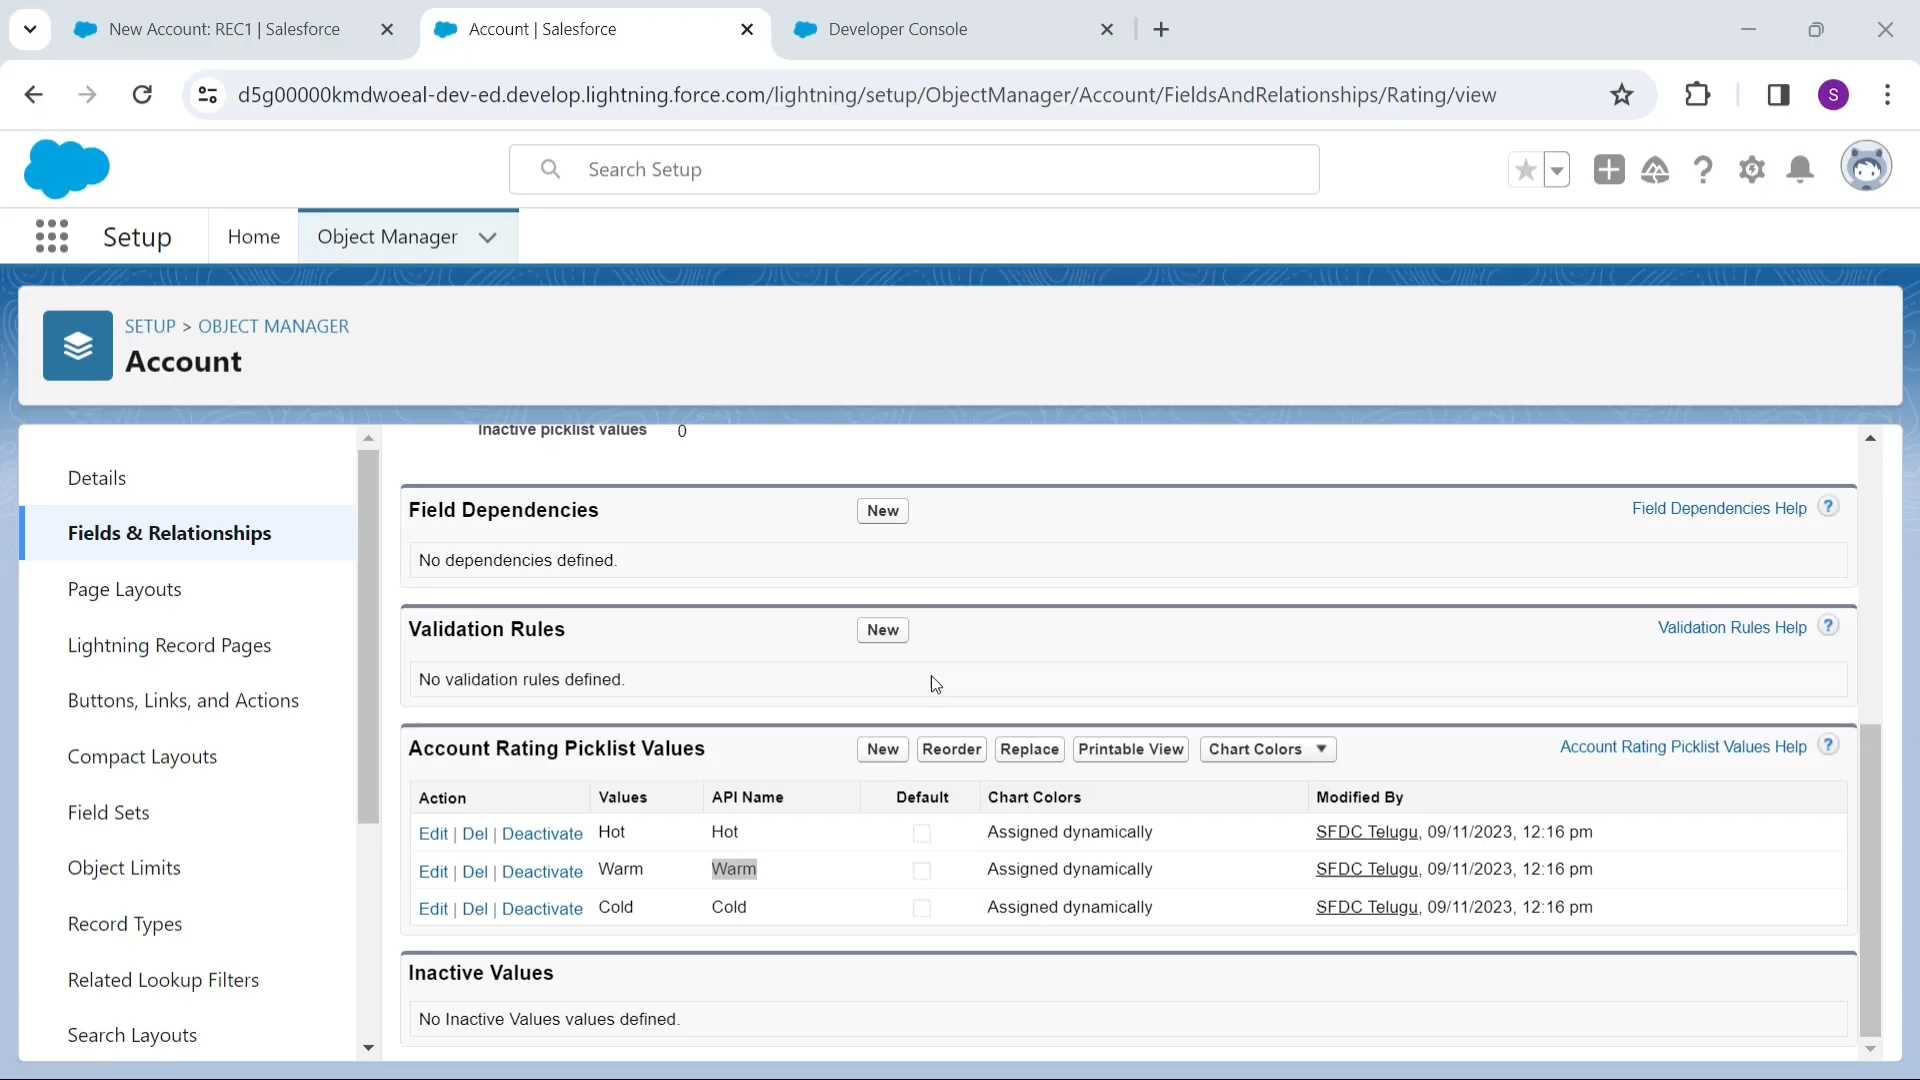 New Account: REC1 | Salesforce
Account | Salesforce
Developer Console
d5g00000kmdwoeal-dev-ed.develop.lightning.force.com/lightning/setup/ObjectManager/Account/FieldsAndRelationships/Rating/view
S
Search Setup
Setup
Home
Object Manager
SETUP > OBJECT MANAGER
Account
Details
Fields & Relationships
Page Layouts
Lightning Record Pages
Buttons, Links, and Actions
Compact Layouts
Field Sets
Object Limits
Record Types
Related Lookup Filters
Search Layouts
Inactive picklist values 0
Field Dependencies New Field Dependencies Help ?
No dependencies defined.
Validation Rules New Validation Rules Help ?
No validation rules defined.
Account Rating Picklist Values New Reorder Replace Printable View Chart Colors Account Rating Picklist Values Help ?
Action Values API Name Default Chart Colors Modified By
Edit | Del | Deactivate Hot Hot Assigned dynamically SFDC Telugu, 09/11/2023, 12:16 pm
Edit | Del | Deactivate Warm Warm Assigned dynamically SFDC Telugu, 09/11/2023, 12:16 pm
Edit | Del | Deactivate Cold Cold Assigned dynamically SFDC Telugu, 09/11/2023, 12:16 pm
Inactive Values
No Inactive Values values defined.